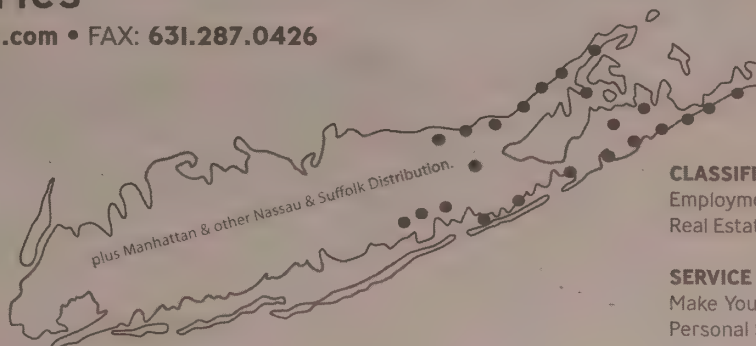 .com • FAX: 631.287.0426
plus Manhattan & other Nassau & Suffolk Distribution.
CLASSIFI
Employme
Real Estat
SERVICE
Make You
Personal